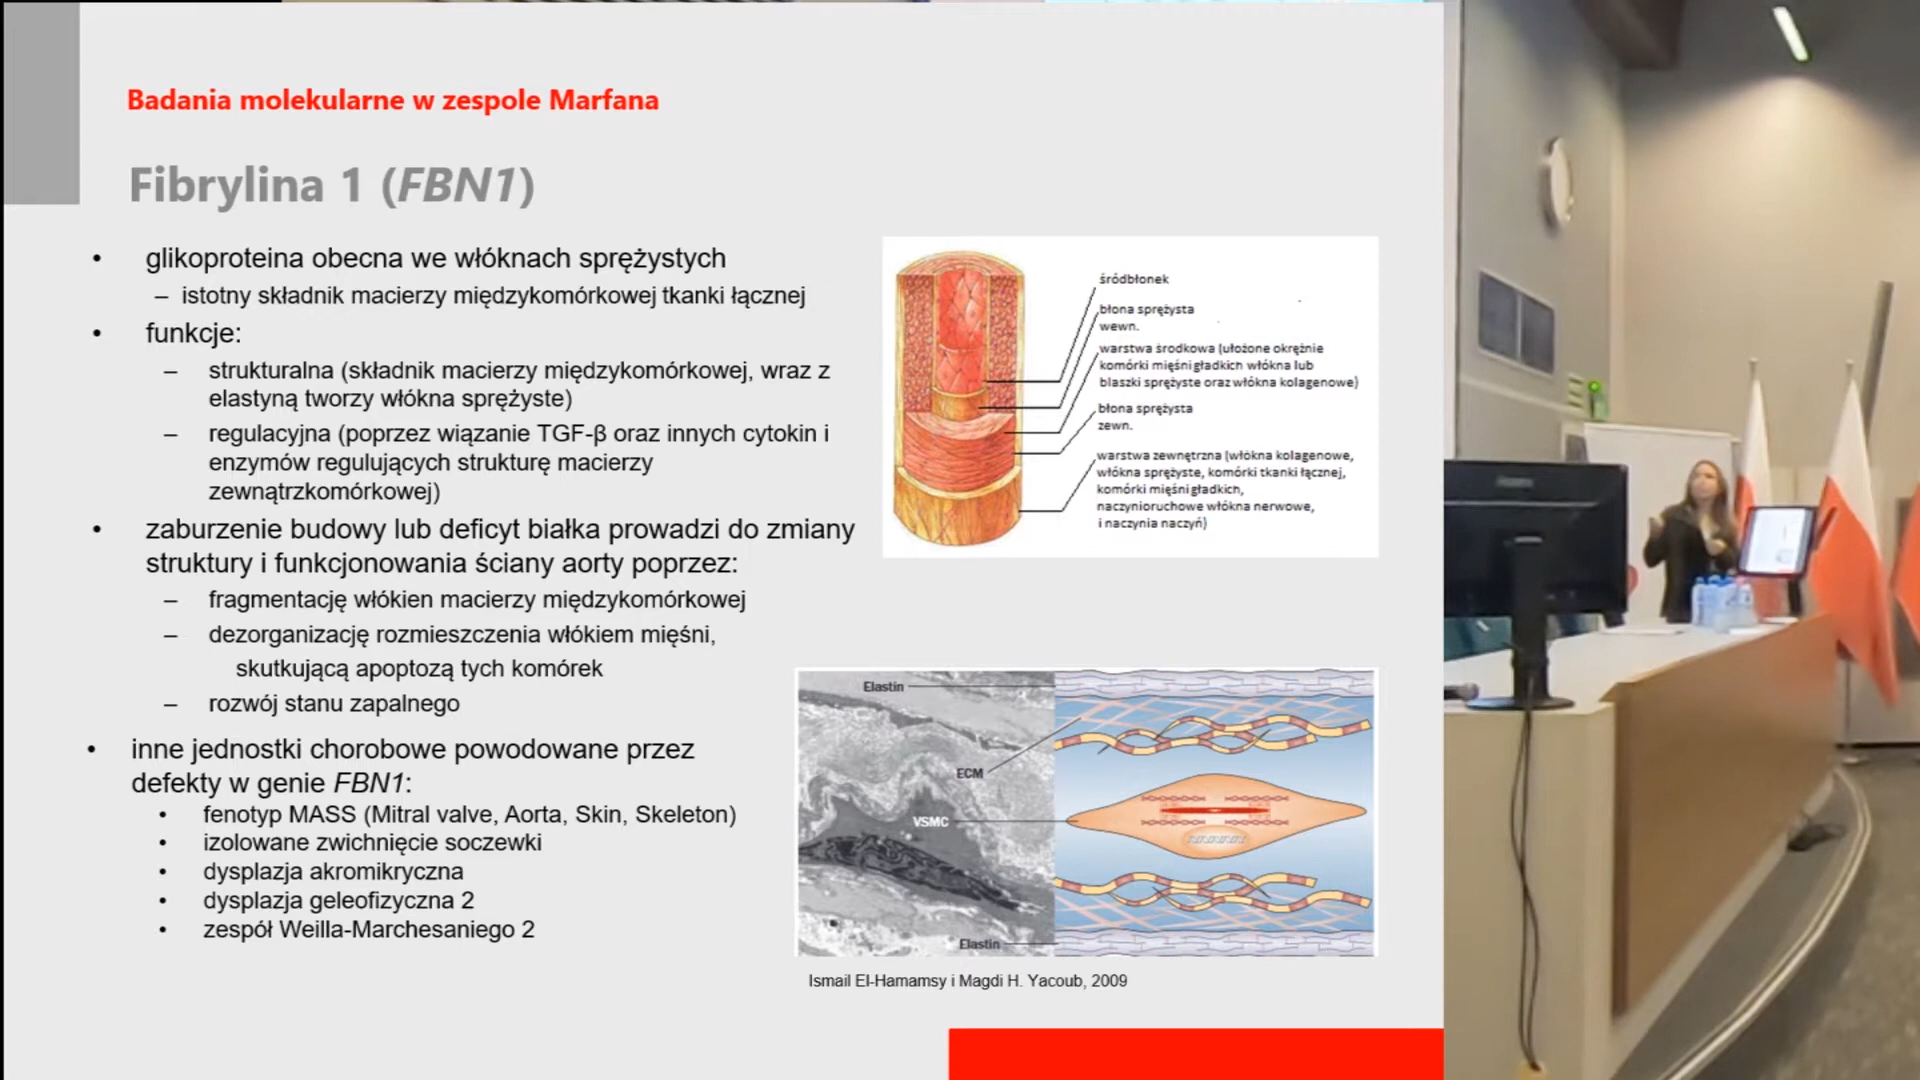 Badania molekularne w zespole Marfana
Fibrylina 1 (FBN1)
• glikoproteina obecna we włóknach sprężystych
– istotny składnik macierzy międzykomórkowej tkanki łącznej
• funkcje:
– strukturalna (składnik macierzy międzykomórkowej, wraz z
elastyną tworzy włókna sprężyste)
– regulacyjna (poprzez wiązanie TGF-β oraz innych cytokin i
enzymów regulujących strukturę macierzy
zewnątrzkomórkowej)
• zaburzenie budowy lub deficyt białka prowadzi do zmiany
struktury i funkcjonowania ściany aorty poprzez:
– fragmentację włókien macierzy międzykomórkowej
– dezorganizację rozmieszczenia włókiem mięśni,
skutkującą apoptozą tych komórek
– rozwój stanu zapalnego
• inne jednostki chorobowe powodowane przez
defekty w genie FBN1:
• fenotyp MASS (Mitral valve, Aorta, Skin, Skeleton)
• izolowane zwichnięcie soczewki
• dysplazja akromikryczna
• dysplazja geleofizyczna 2
• zespół Weilla-Marchesaniego 2
śródbłonek
błona sprężysta
wewn.
warstwa środkowa (ułożone okrężnie
komórki mięśni gładkich włókna lub
blaszki sprężyste oraz włókna kolagenowe)
błona sprężysta
zewn.
warstwa zewnętrzna (włókna kolagenowe,
włókna sprężyste, komórki tkanki łącznej,
komórki mięśni gładkich,
naczynioruchowe włókna nerwowe,
i naczynia naczyń)
Elastin
ECM
VSMC
Elastin
Ismail El-Hamamsy i Magdi H. Yacoub, 2009